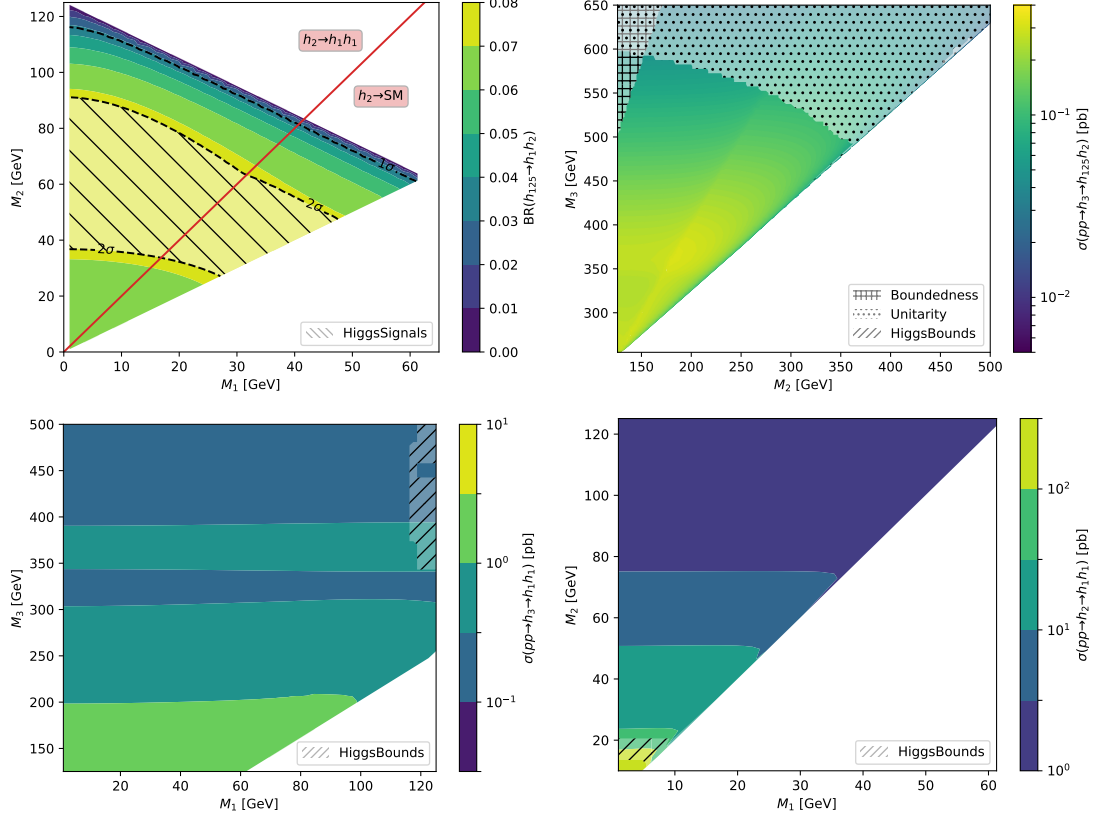 120
100
80
60
40
20
0
M₂ [GeV]
0 10 20 30 40 50 60
M₁ [GeV]
h₂→h₁h₁
h₂→SM
1σ
2σ
2σ
HiggsSignals
0.08
0.07
0.06
0.05
0.04
0.03
0.02
0.01
0.00
BR(h₁₂₅→h₁h₂)
650
600
550
500
450
400
350
300
M₃ [GeV]
150 200 250 300 350 400 450 500
M₂ [GeV]
Boundedness
Unitarity
HiggsBounds
10⁻¹
10⁻²
σ(pp→h₃→h₁₂₅h₂) [pb]
500
450
400
350
300
250
200
150
M₃ [GeV]
20 40 60 80 100 120
M₁ [GeV]
HiggsBounds
10¹
10⁰
10⁻¹
σ(pp→h₃→h₁h₁) [pb]
120
100
80
60
40
20
M₂ [GeV]
10 20 30 40 50 60
M₁ [GeV]
HiggsBounds
10²
10¹
10⁰
σ(pp→h₂→h₁h₁) [pb]